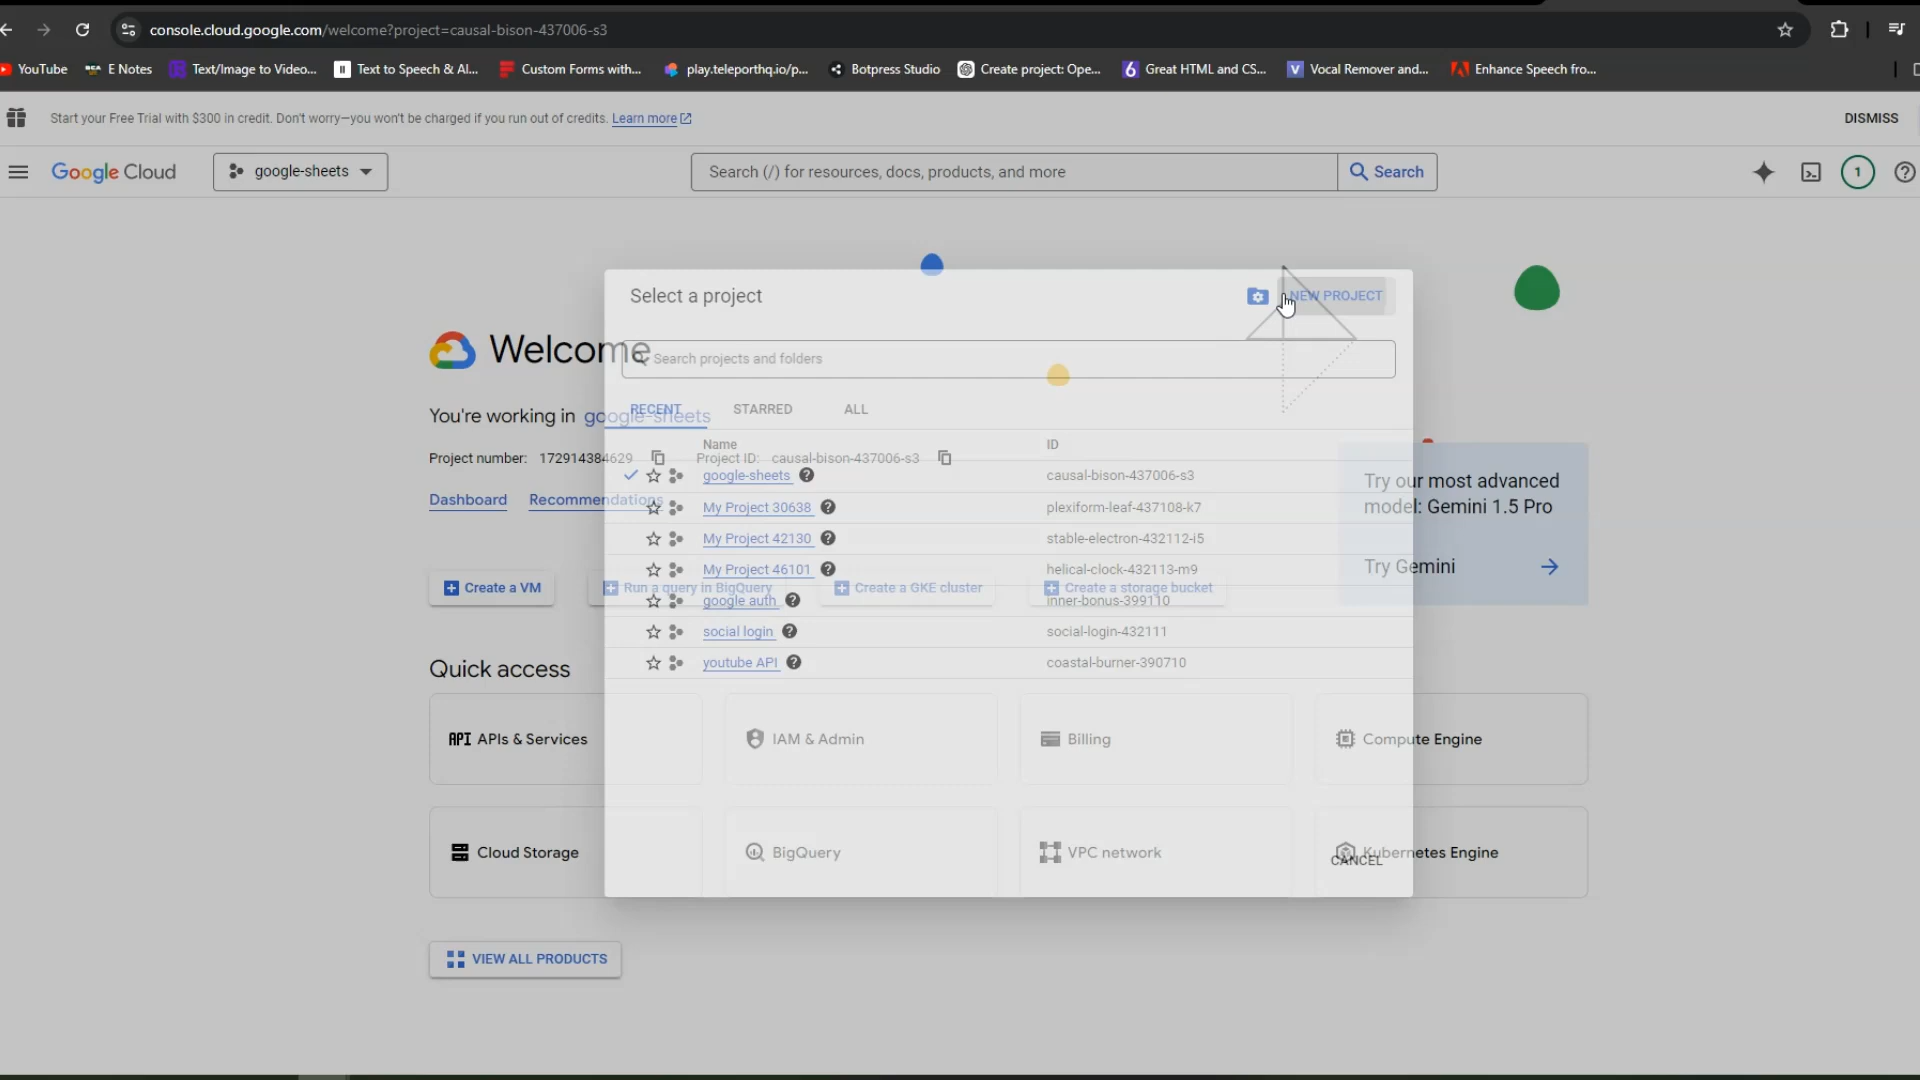 console.cloud.google.com/welcome?project=causal-bison-437006-s3
YouTube E Notes Text/Image to Video... Text to Speech & AI... Custom Forms with... play.teleporthq.io/p... Botpress Studio Create project: Ope... Great HTML and CS... Vocal Remover and... Enhance Speech fro...
Start your Free Trial with $300 in credit. Don't worry—you won't be charged if you run out of credits. Learn more
DISMISS
Google Cloud google-sheets Search (/) for resources, docs, products, and more Search 1
Select a project
NEW PROJECT
Welcome
Search projects and folders
You're working in google-sheets
RECENT STARRED ALL
Name ID
Project number: 172914384629 Project ID: causal-bison-437006-s3
google-sheets causal-bison-437006-s3
Dashboard Recommendations
My Project 30638 plexiform-leaf-437108-k7
My Project 42130 stable-electron-432112-i5
My Project 46101 helical-clock-432113-m9
Try our most advanced
model: Gemini 1.5 Pro
Try Gemini
Create a VM Run a query in BigQuery Create a GKE cluster Create a storage bucket
google auth inner-bonus-399110
social login social-login-432111
youtube API coastal-burner-390710
Quick access
API APIs & Services IAM & Admin Billing Compute Engine
Cloud Storage BigQuery VPC network Kubernetes Engine
CANCEL
VIEW ALL PRODUCTS